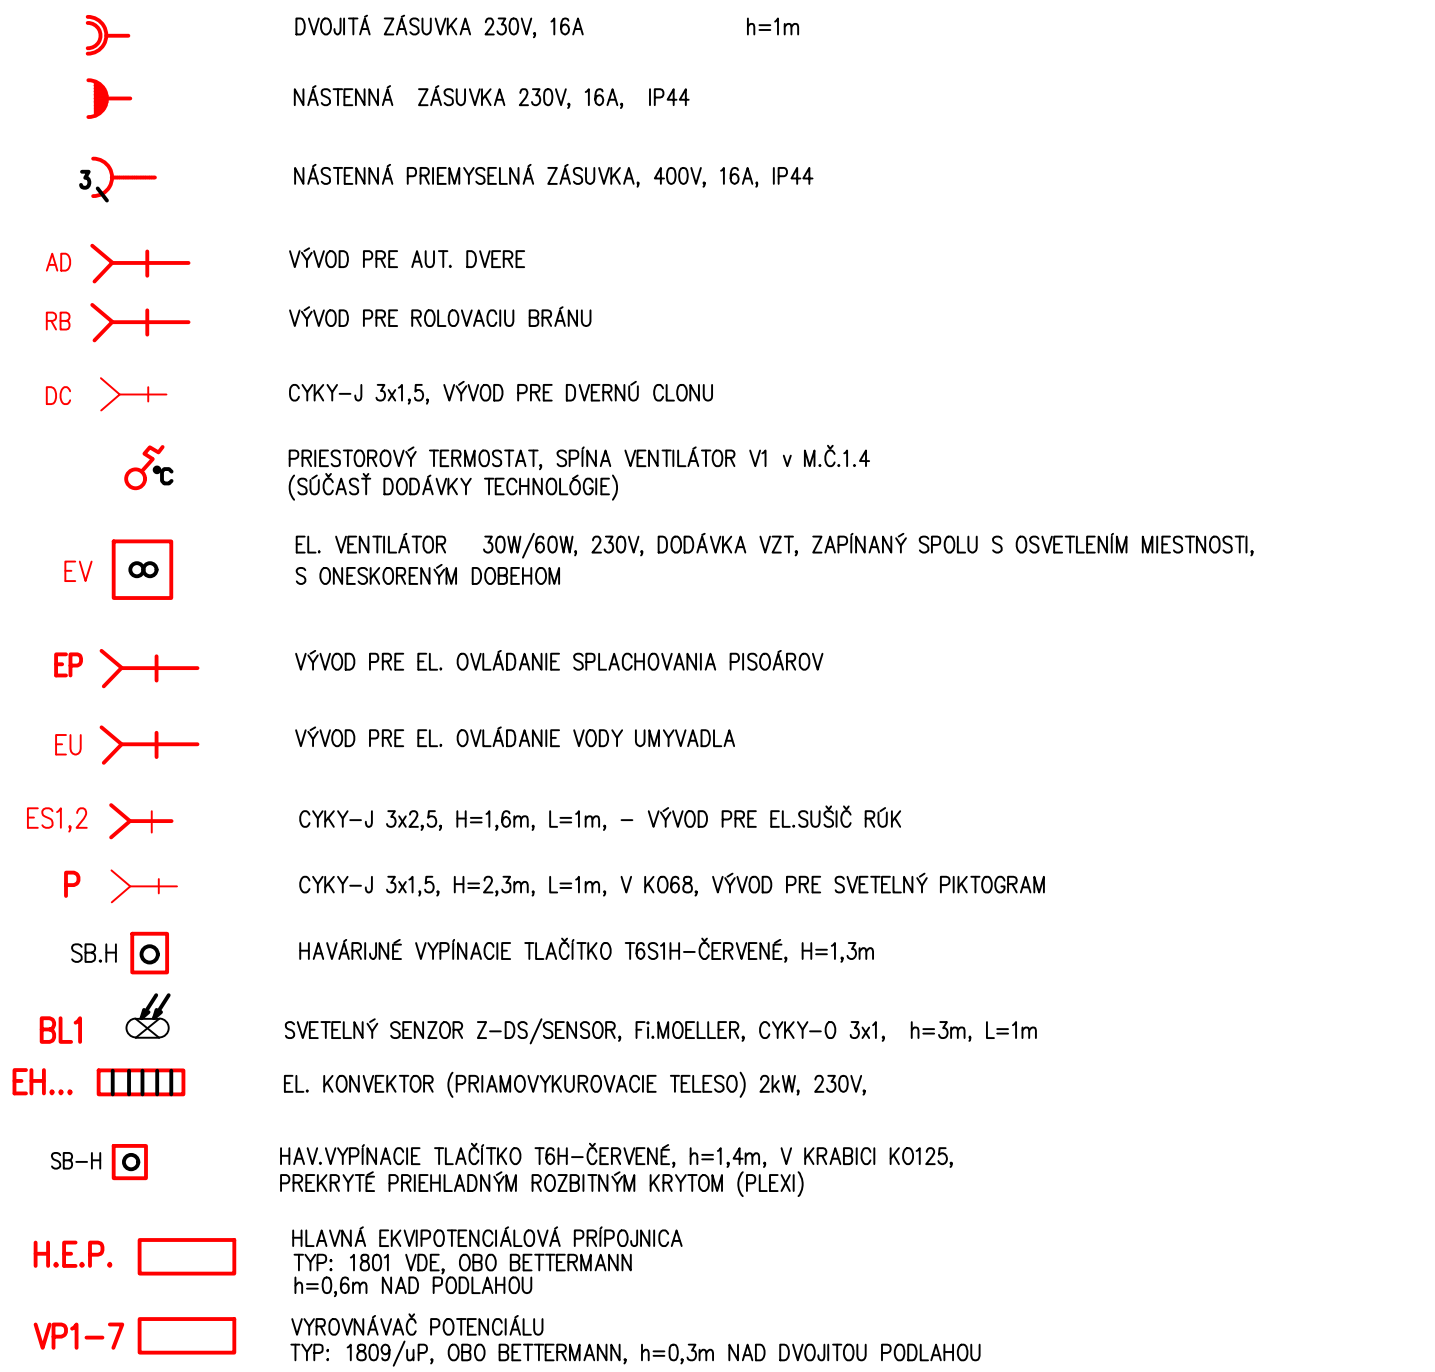 DVOJITÁ ZÁSUVKA 230V, 16A h=1m
NÁSTENNÁ ZÁSUVKA 230V, 16A, IP44
3 NÁSTENNÁ PRIEMYSELNÁ ZÁSUVKA, 400V, 16A, IP44
AD VÝVOD PRE AUT. DVERE
RB VÝVOD PRE ROLOVACIU BRÁNU
DC CYKY-J 3x1,5, VÝVOD PRE DVERNÚ CLONU
°C PRIESTOROVÝ TERMOSTAT, SPÍNA VENTILÁTOR V1 v M.Č.1.4
(SÚČASŤ DODÁVKY TECHNOLÓGIE)
EV EL. VENTILÁTOR 30W/60W, 230V, DODÁVKA VZT, ZAPÍNANÝ SPOLU S OSVETLENÍM MIESTNOSTI,
S ONESKORENÝM DOBEHOM
EP VÝVOD PRE EL. OVLÁDANIE SPLACHOVANIA PISOÁROV
EU VÝVOD PRE EL. OVLÁDANIE VODY UMYVADLA
ES1,2 CYKY-J 3x2,5, H=1,6m, L=1m, - VÝVOD PRE EL.SUŠIČ RÚK
P CYKY-J 3x1,5, H=2,3m, L=1m, V KO68, VÝVOD PRE SVETELNÝ PIKTOGRAM
SB.H HAVÁRIJNÉ VYPÍNACIE TLAČÍTKO T6S1H-ČERVENÉ, H=1,3m
BL1 SVETELNÝ SENZOR Z-DS/SENSOR, Fi.MOELLER, CYKY-O 3x1, h=3m, L=1m
EH... EL. KONVEKTOR (PRIAMOVYKUROVACIE TELESO) 2kW, 230V,
SB-H HAV.VYPÍNACIE TLAČÍTKO T6H-ČERVENÉ, h=1,4m, V KRABICI KO125,
PREKRYTÉ PRIEHLADNÝM ROZBITNÝM KRYTOM (PLEXI)
H.E.P. HLAVNÁ EKVIPOTENCIÁLOVÁ PRÍPOJNICA
TYP: 1801 VDE, OBO BETTERMANN
h=0,6m NAD PODLAHOU
VP1-7 VYROVNÁVAČ POTENCIÁLU
TYP: 1809/uP, OBO BETTERMANN, h=0,3m NAD DVOJITOU PODLAHOU